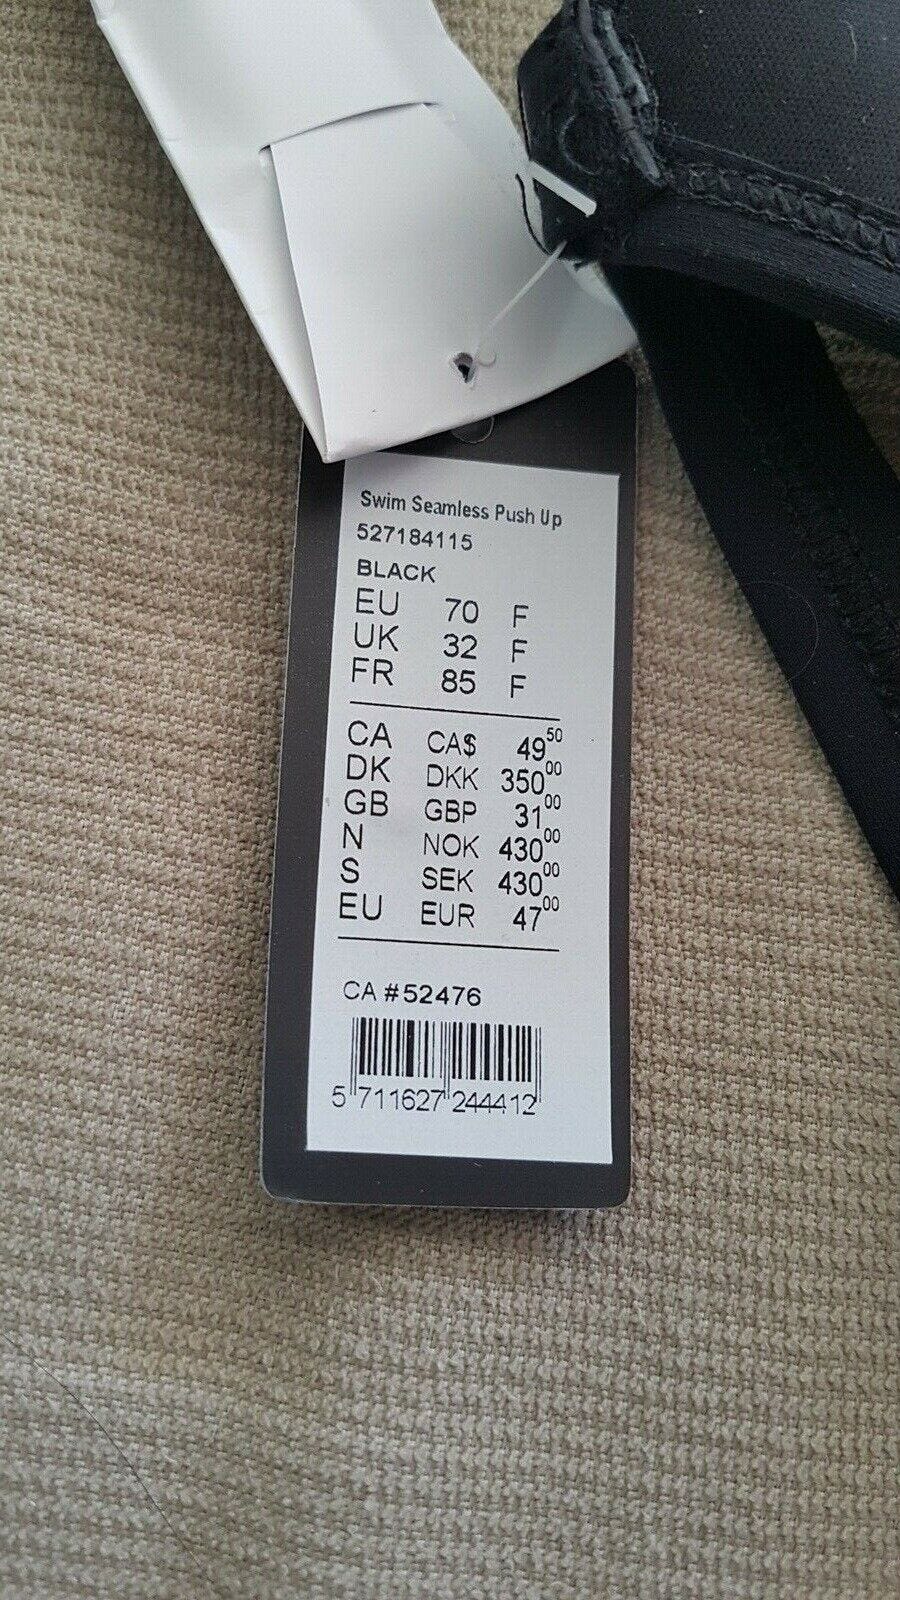 Swim Seamless Push Up
527184115
BLACK
EU 70 F
UK 32 F
FR 85 F
CA CA$ 49 50
DK DKK 350 00
GB GBP 31 00
N NOK 430 00
S SEK 430 00
EU EUR 47 00
CA #52476
5 711627 244412